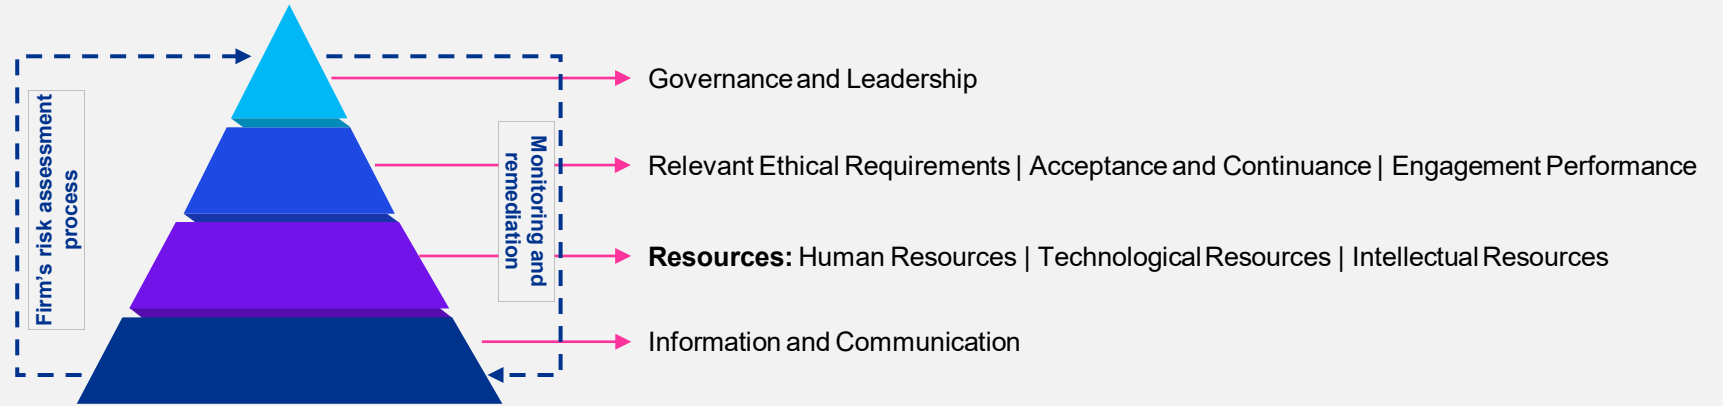 Firm's risk assessment
process
Monitoring and
remediation
Governance and Leadership
Relevant Ethical Requirements | Acceptance and Continuance | Engagement Performance
Resources: Human Resources | Technological Resources | Intellectual Resources
Information and Communication